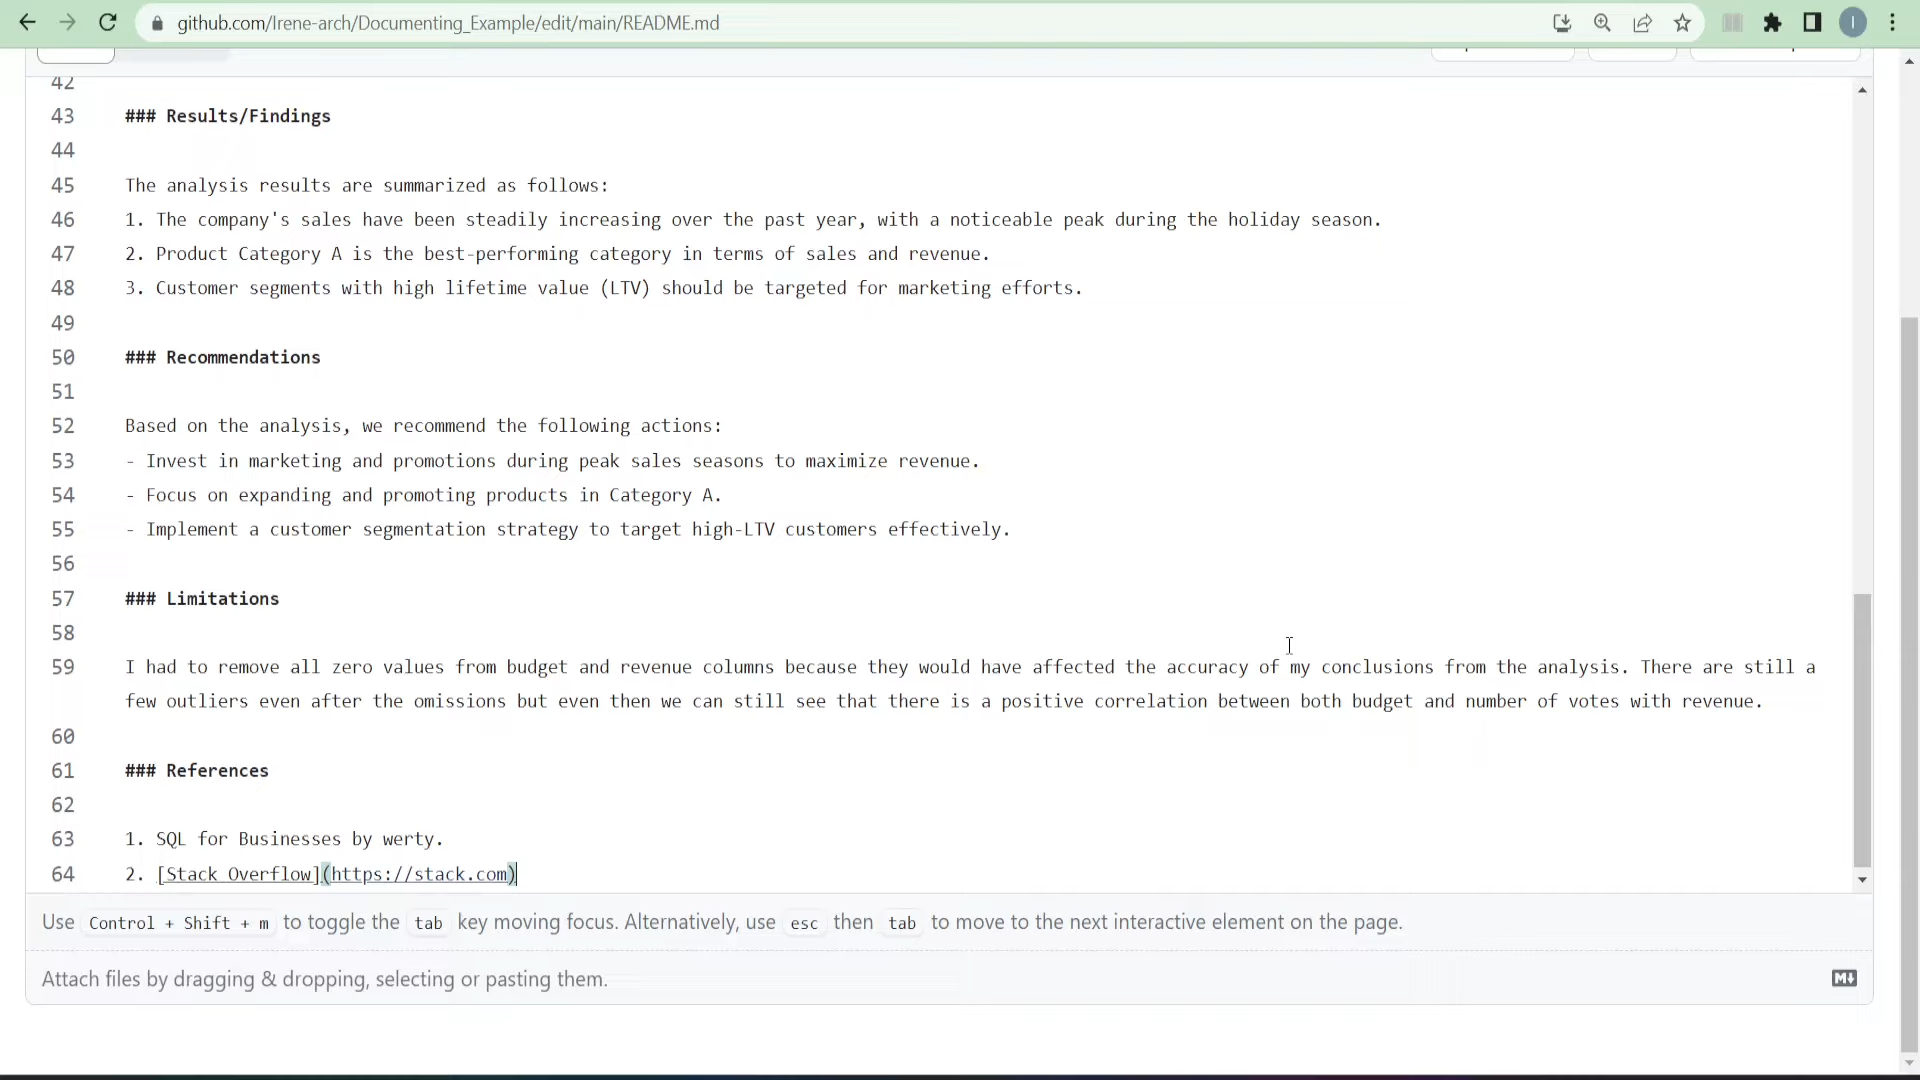 github.com/Irene-arch/Documenting_Example/edit/main/README.md
I
42
43 ### Results/Findings
44
45 The analysis results are summarized as follows:
46 1. The company's sales have been steadily increasing over the past year, with a noticeable peak during the holiday season.
47 2. Product Category A is the best-performing category in terms of sales and revenue.
48 3. Customer segments with high lifetime value (LTV) should be targeted for marketing efforts.
49
50 ### Recommendations
51
52 Based on the analysis, we recommend the following actions:
53 - Invest in marketing and promotions during peak sales seasons to maximize revenue.
54 - Focus on expanding and promoting products in Category A.
55 - Implement a customer segmentation strategy to target high-LTV customers effectively.
56
57 ### Limitations
58
59 I had to remove all zero values from budget and revenue columns because they would have affected the accuracy of my conclusions from the analysis. There are still a
few outliers even after the omissions but even then we can still see that there is a positive correlation between both budget and number of votes with revenue.
60
61 ### References
62
63 1. SQL for Businesses by werty.
64 2. [Stack Overflow](https://stack.com)
Use Control + Shift + m to toggle the tab key moving focus. Alternatively, use esc then tab to move to the next interactive element on the page.
Attach files by dragging & dropping, selecting or pasting them.
M